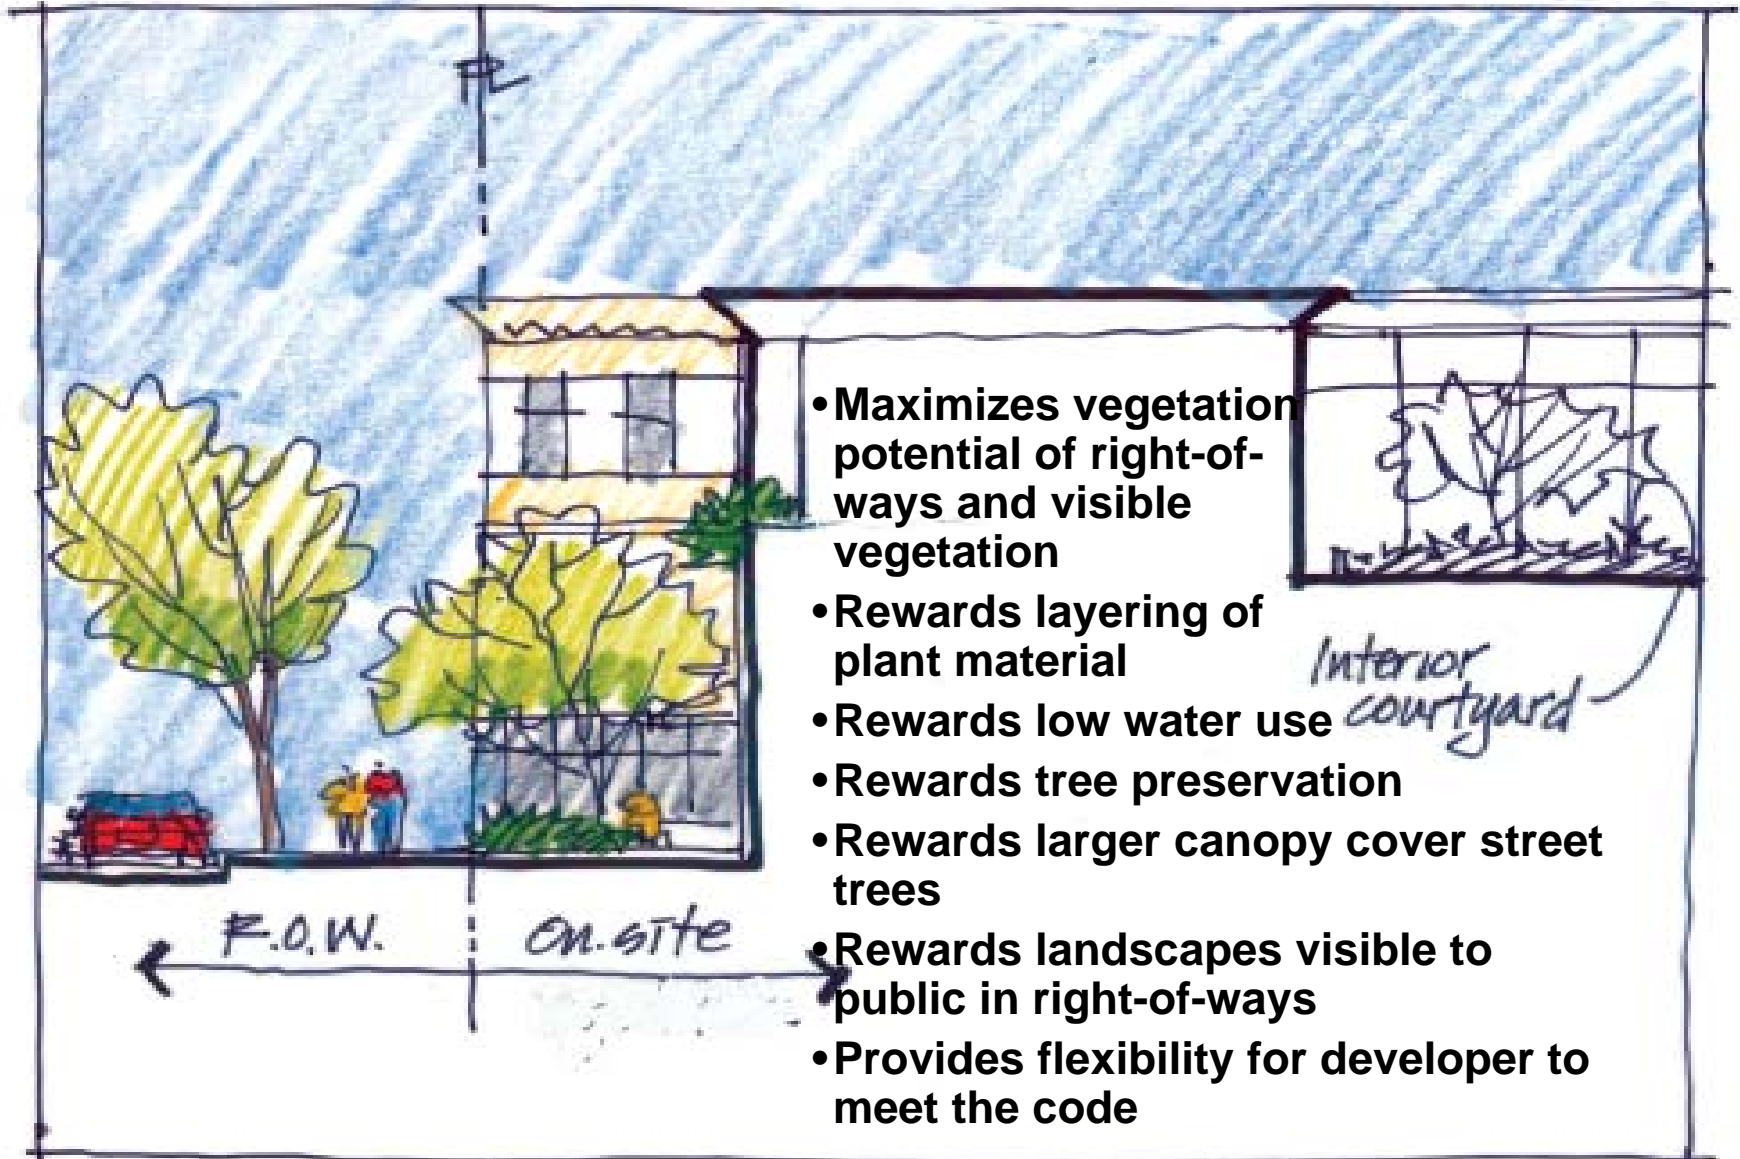 PL
•Maximizes vegetation
potential of right-of-
ways and visible
vegetation
•Rewards layering of
plant material
•Rewards low water use
•Rewards tree preservation
•Rewards larger canopy cover street
trees
•Rewards landscapes visible to
public in right-of-ways
•Provides flexibility for developer to
meet the code
Interior
courtyard
R.O.W.
On-site